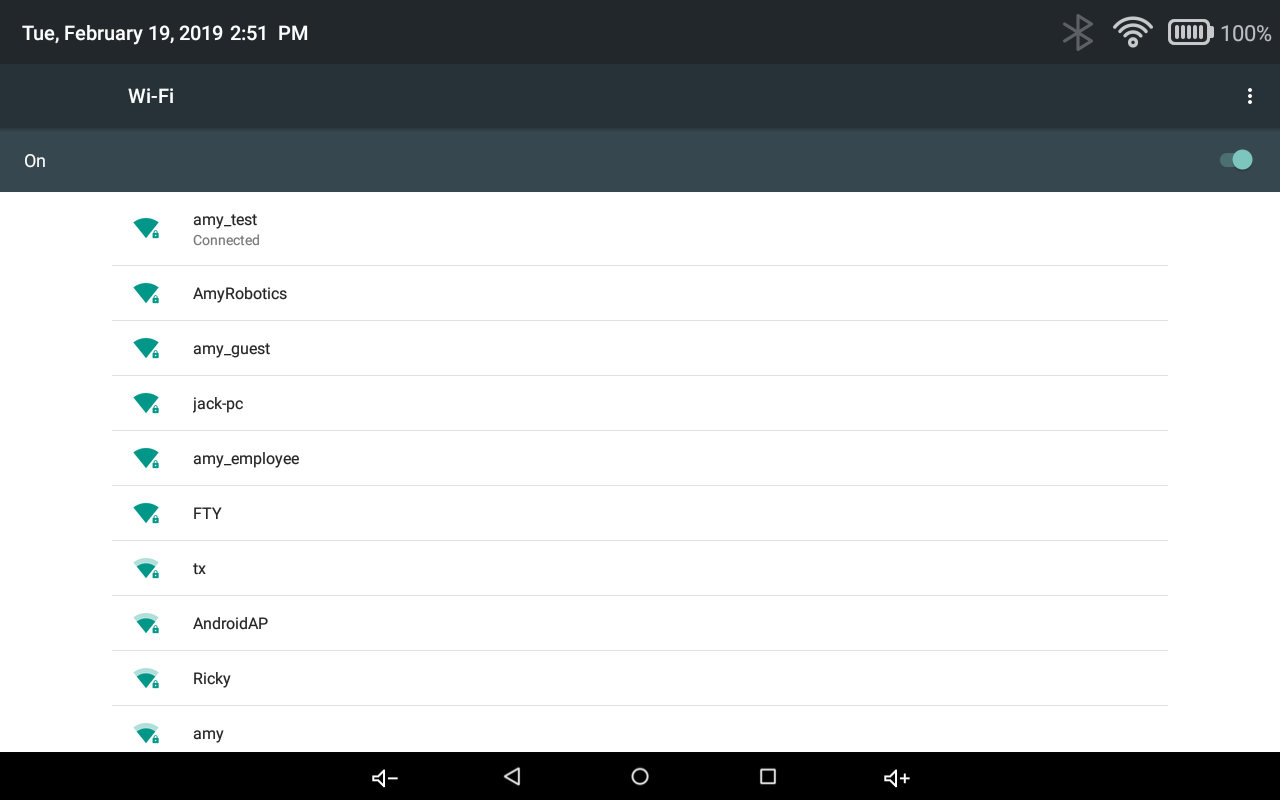 Tue, February 19, 2019 2:51 PM
100%
Wi-Fi
On
amy_test
Connected
AmyRobotics
amy_guest
jack-pc
amy_employee
FTY
tx
AndroidAP
Ricky
amy